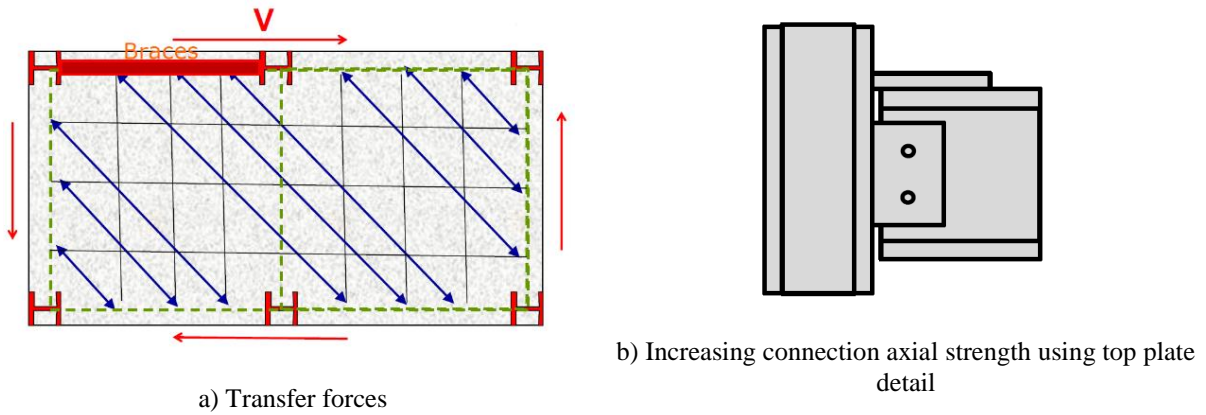 V
Braces
a) Transfer forces
b) Increasing connection axial strength using top plate
detail